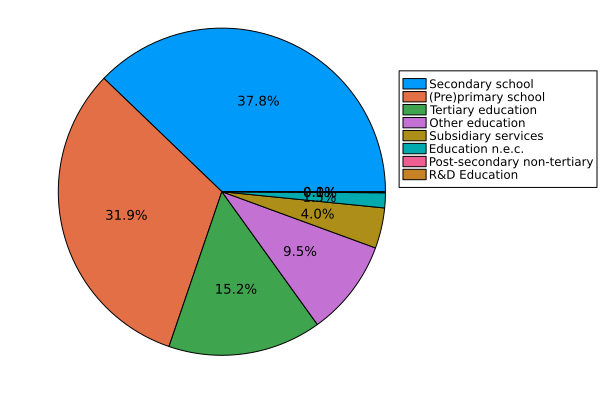 37.8%
31.9%
15.2%
9.5%
4.0%
Secondary school
(Pre)primary school
Tertiary education
Other education
Subsidiary services
Education n.e.c.
Post-secondary non-tertiary
R&D Education